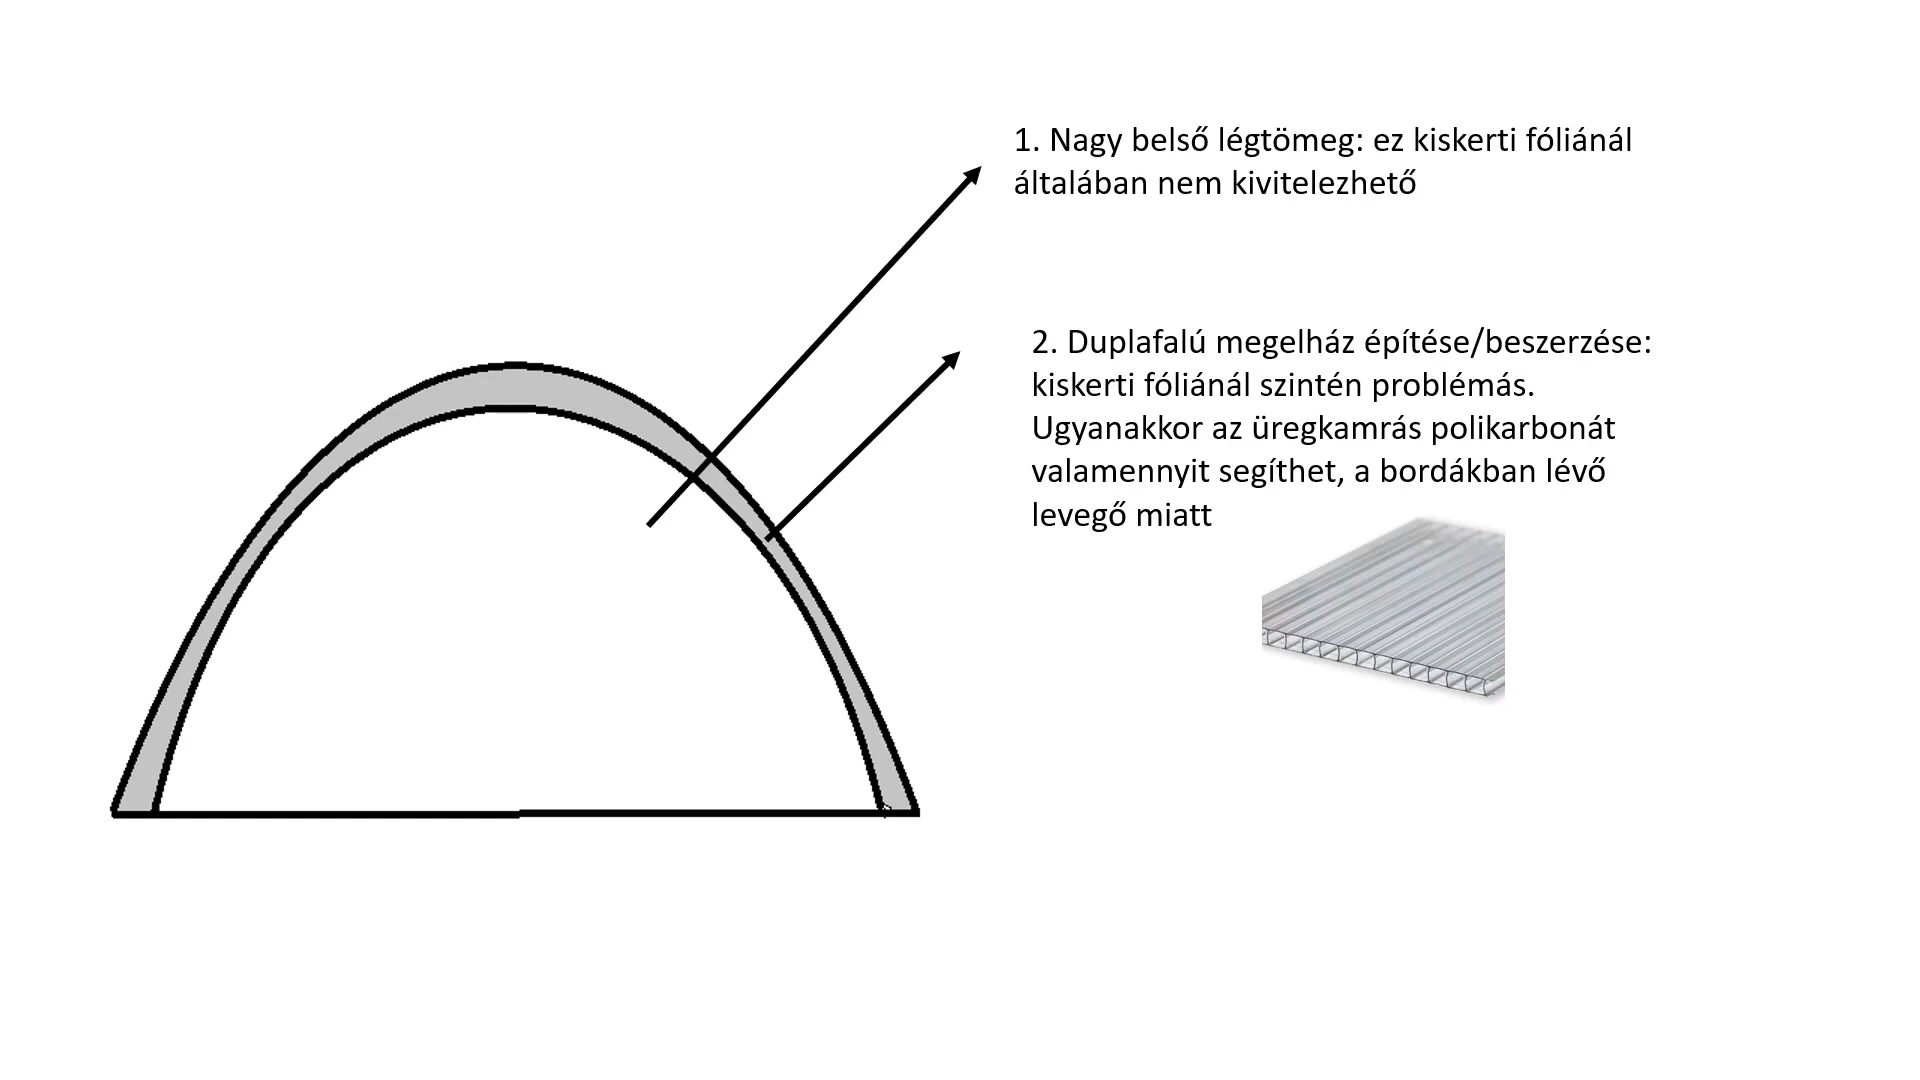 1. Nagy belső légtömeg: ez kiskerti fóliánál
általában nem kivitelezhető
2. Duplafalú megelház építése/beszerzése:
kiskerti fóliánál szintén problémás.
Ugyanakkor az üregkamrás polikarbonát
valamennyit segíthet, a bordákban lévő
levegő miatt